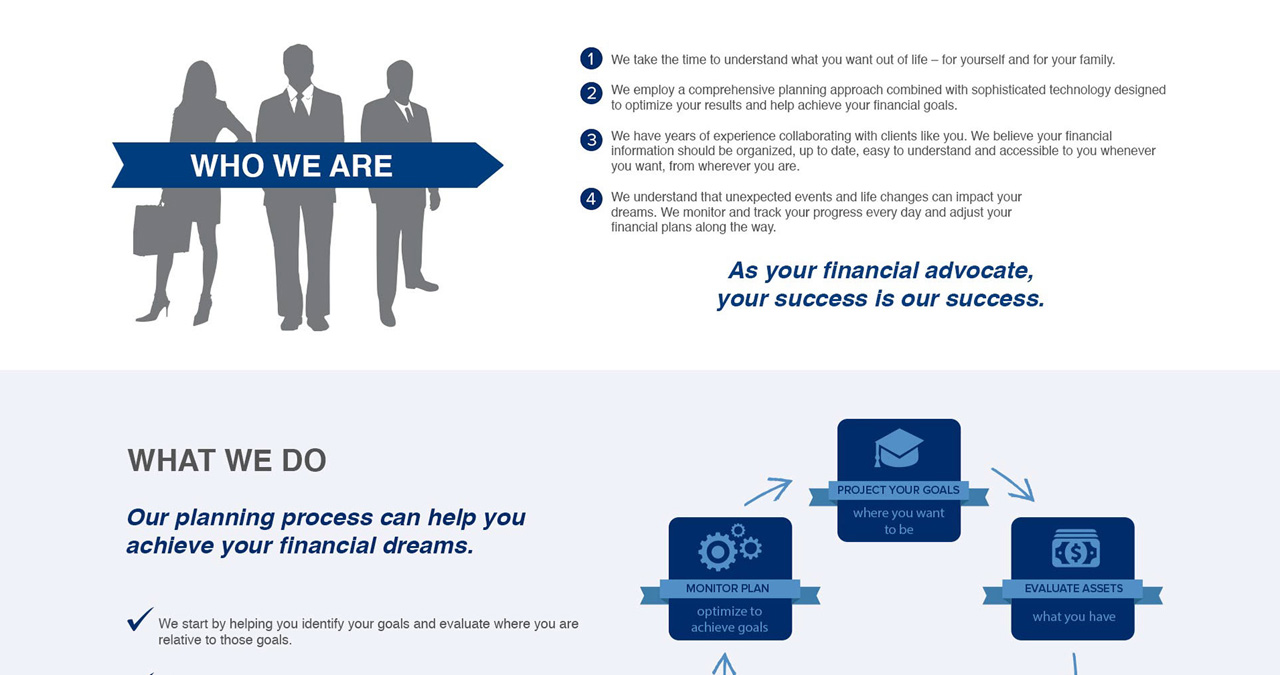 WHO WE ARE
1 We take the time to understand what you want out of life – for yourself and for your family.
2 We employ a comprehensive planning approach combined with sophisticated technology designed
to optimize your results and help achieve your financial goals.
3 We have years of experience collaborating with clients like you. We believe your financial
information should be organized, up to date, easy to understand and accessible to you whenever
you want, from wherever you are.
4 We understand that unexpected events and life changes can impact your
dreams. We monitor and track your progress every day and adjust your
financial plans along the way.
As your financial advocate,
your success is our success.
WHAT WE DO
Our planning process can help you
achieve your financial dreams.
We start by helping you identify your goals and evaluate where you are
relative to those goals.
PROJECT YOUR GOALS
where you want
to be
MONITOR PLAN
optimize to
achieve goals
EVALUATE ASSETS
what you have